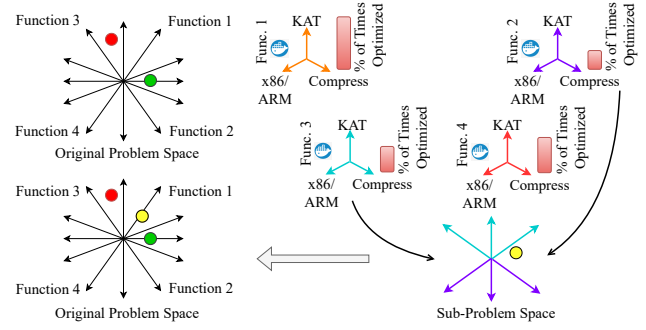 Function 3
Function 1
Function 4
Function 2
Original Problem Space
Func. 1
KAT
x86/
ARM
Compress
% of Times
Optimized
Func. 2
KAT
x86/
ARM
Compress
% of Times
Optimized
Func. 3
KAT
x86/
ARM
Compress
% of Times
Optimized
Func. 4
KAT
x86/
ARM
Compress
% of Times
Optimized
Function 3
Function 1
Function 4
Function 2
Original Problem Space
Sub-Problem Space